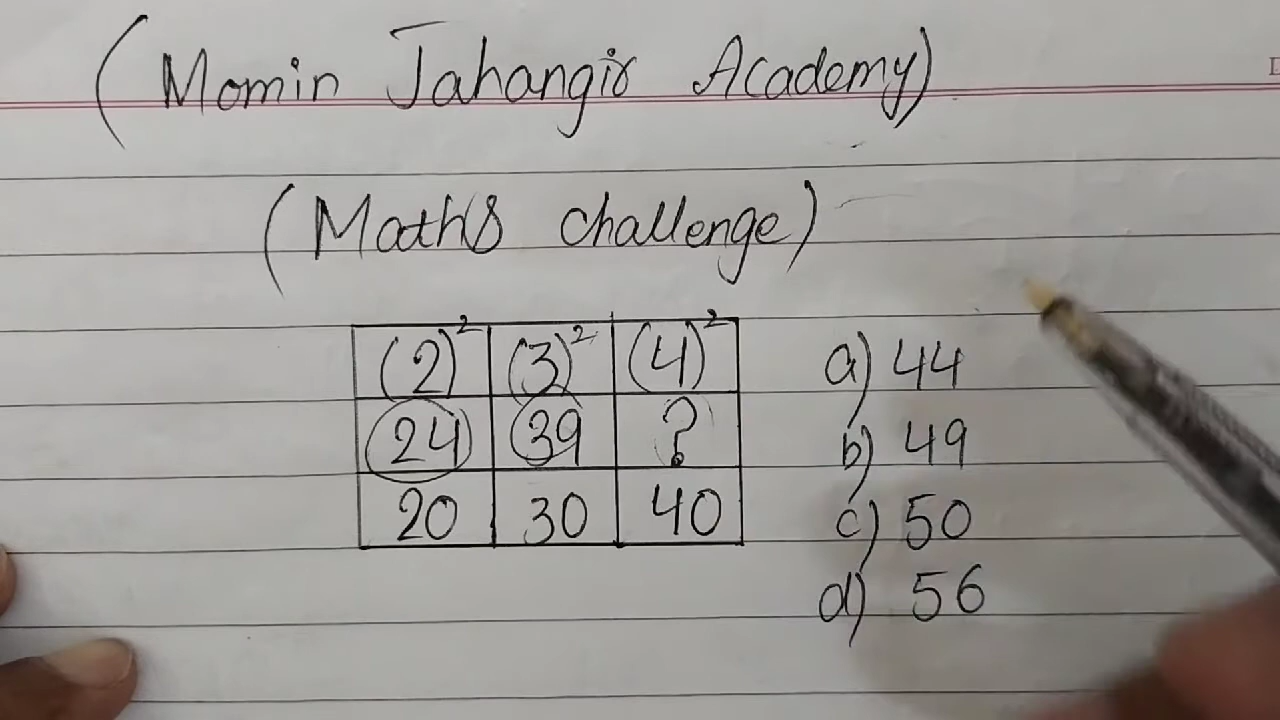 (Momin Jahangir Academy)
(Maths challenge)
(2)² (3)² (4)² a) 44
24 39 ? b) 49
20 30 40 c) 50
d) 56